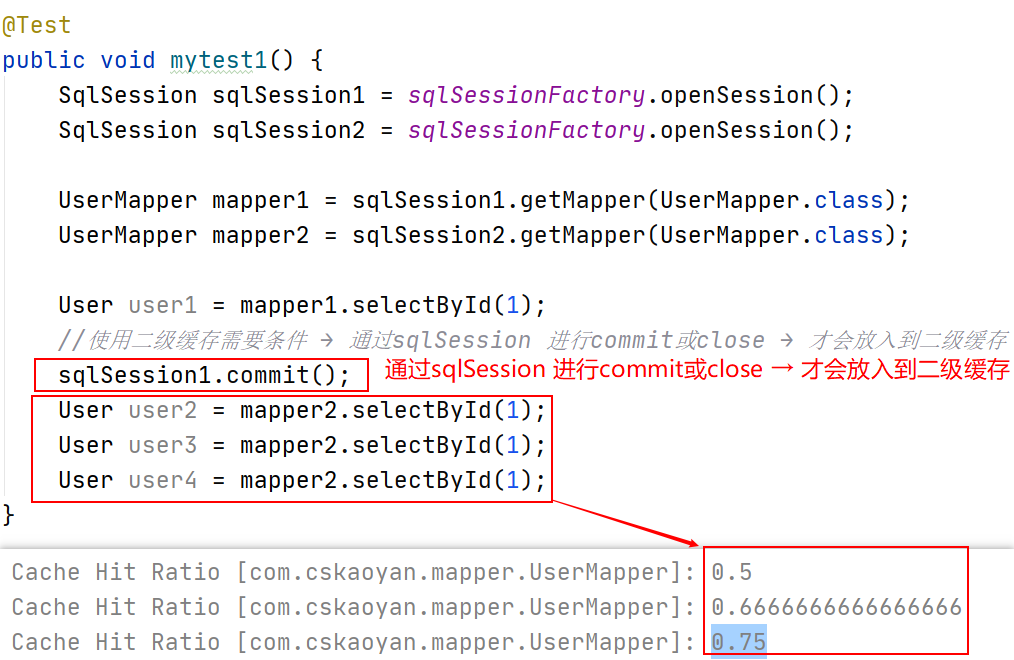 @Test
public void mytest1() {
SqlSession sqlSession1 = sqlSessionFactory.openSession();
SqlSession sqlSession2 = sqlSessionFactory.openSession();
UserMapper mapper1 = sqlSession1.getMapper(UserMapper.class);
UserMapper mapper2 = sqlSession2.getMapper(UserMapper.class);
User user1 = mapper1.selectById(1);
//使用二级缓存需要条件 → 通过sqlSession 进行commit或close → 才会放入到二级缓存
sqlSession1.commit(); 通过sqlSession 进行commit或close → 才会放入到二级缓存
User user2 = mapper2.selectById(1);
User user3 = mapper2.selectById(1);
User user4 = mapper2.selectById(1);
}
Cache Hit Ratio [com.cskaoyan.mapper.UserMapper]: 0.5
Cache Hit Ratio [com.cskaoyan.mapper.UserMapper]: 0.6666666666666666
Cache Hit Ratio [com.cskaoyan.mapper.UserMapper]: 0.75